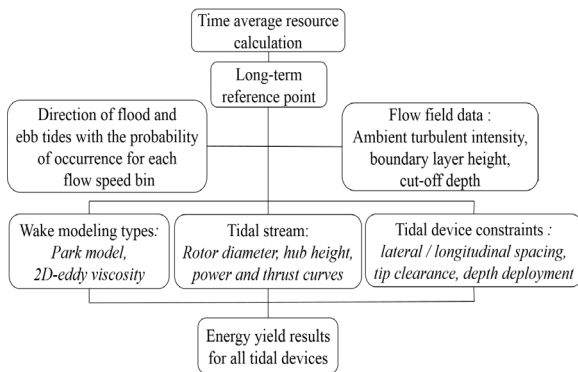 Time average resource
calculation
Long-term
reference point
Direction of flood and
ebb tides with the probability
of occurrence for each
flow speed bin
Flow field data :
Ambient turbulent intensity,
boundary layer height,
cut-off depth
Wake modeling types:
Park model,
2D-eddy viscosity
Tidal stream:
Rotor diameter, hub height,
power and thrust curves
Tidal device constraints :
lateral / longitudinal spacing,
tip clearance, depth deployment
Energy yield results
for all tidal devices